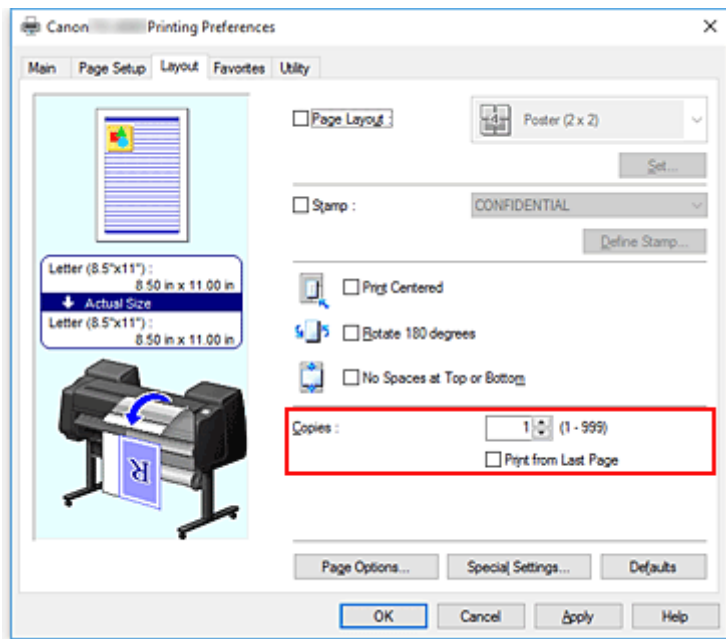 Canon Printing Preferences
Main Page Setup Layout Favorites Utility
Page Layout : Poster (2 x 2)
Set...
Stamp : CONFIDENTIAL
Define Stamp...
Letter (8.5"x11") :
8.50 in x 11.00 in
Actual Size
Letter (8.5"x11") :
8.50 in x 11.00 in
Print Centered
Rotate 180 degrees
No Spaces at Top or Bottom
Copies : 1 (1 - 999)
Print from Last Page
R
Page Options... Special Settings... Defaults
OK Cancel Apply Help